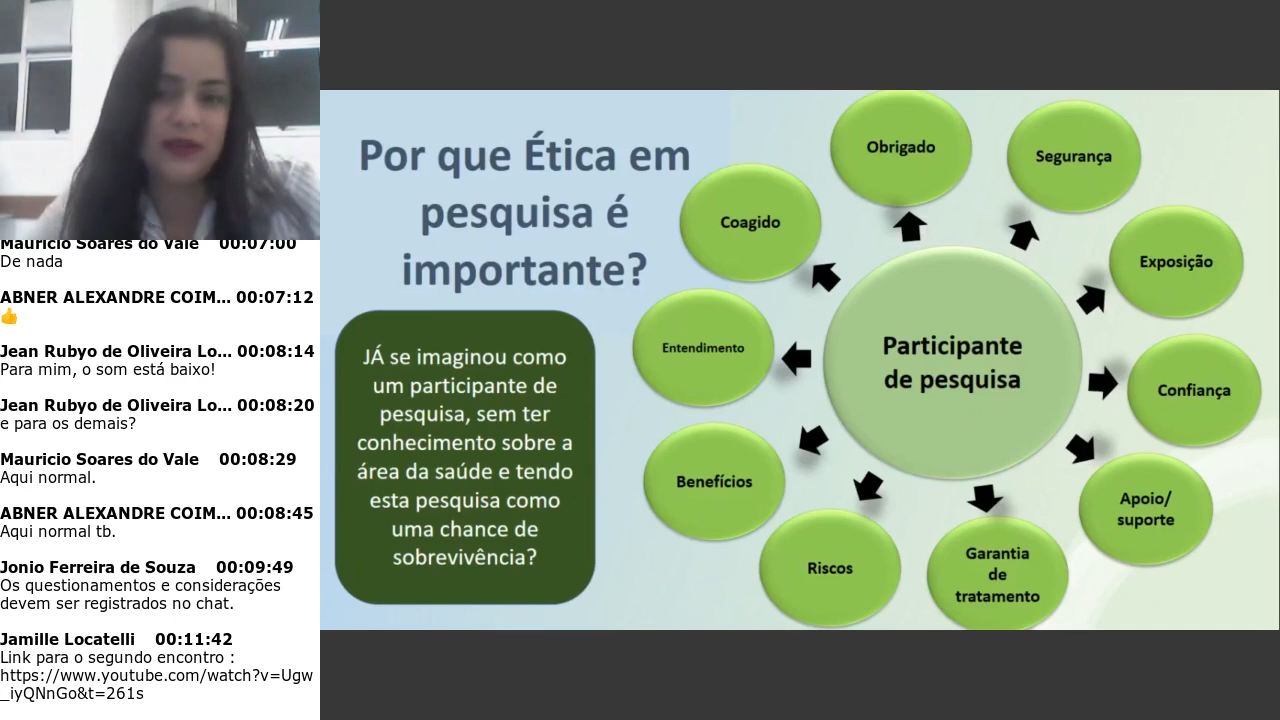 Mauricio Soares do Vale 00:07:00
De nada
ABNER ALEXANDRE COIM... 00:07:12
👍
Jean Rubyo de Oliveira Lo... 00:08:14
Para mim, o som está baixo!
Jean Rubyo de Oliveira Lo... 00:08:20
e para os demais?
Mauricio Soares do Vale 00:08:29
Aqui normal.
ABNER ALEXANDRE COIM... 00:08:45
Aqui normal tb.
Jonio Ferreira de Souza 00:09:49
Os questionamentos e considerações
devem ser registrados no chat.
Jamille Locatelli 00:11:42
Link para o segundo encontro :
https://www.youtube.com/watch?v=Ugw
_iyQNnGo&t=261s
Por que Ética em
pesquisa é
importante?
JÁ se imaginou como
um participante de
pesquisa, sem ter
conhecimento sobre a
área da saúde e tendo
esta pesquisa como
uma chance de
sobrevivência?
Participante
de pesquisa
Obrigado
Segurança
Exposição
Confiança
Apoio/
suporte
Garantia
de
tratamento
Riscos
Benefícios
Entendimento
Coagido